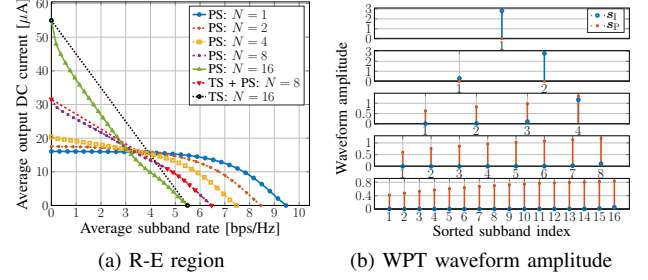 Average output DC current [μA]
60
50
40
30
20
10
0
PS: N = 1
PS: N = 2
PS: N = 4
PS: N = 8
PS: N = 16
TS + PS: N = 8
TS: N = 16
0 1 2 3 4 5 6 7 8 9 10
Average subband rate [bps/Hz]
(a) R-E region
Waveform amplitude
s_I
s_P
3
2
1
0
1
3
2
1
0
1 2
1
0.5
0
1 2 3 4
1
0.5
0
1 2 3 4 5 6 7 8
0.8
0.4
0
1 2 3 4 5 6 7 8 9 10 11 12 13 14 15 16
Sorted subband index
(b) WPT waveform amplitude